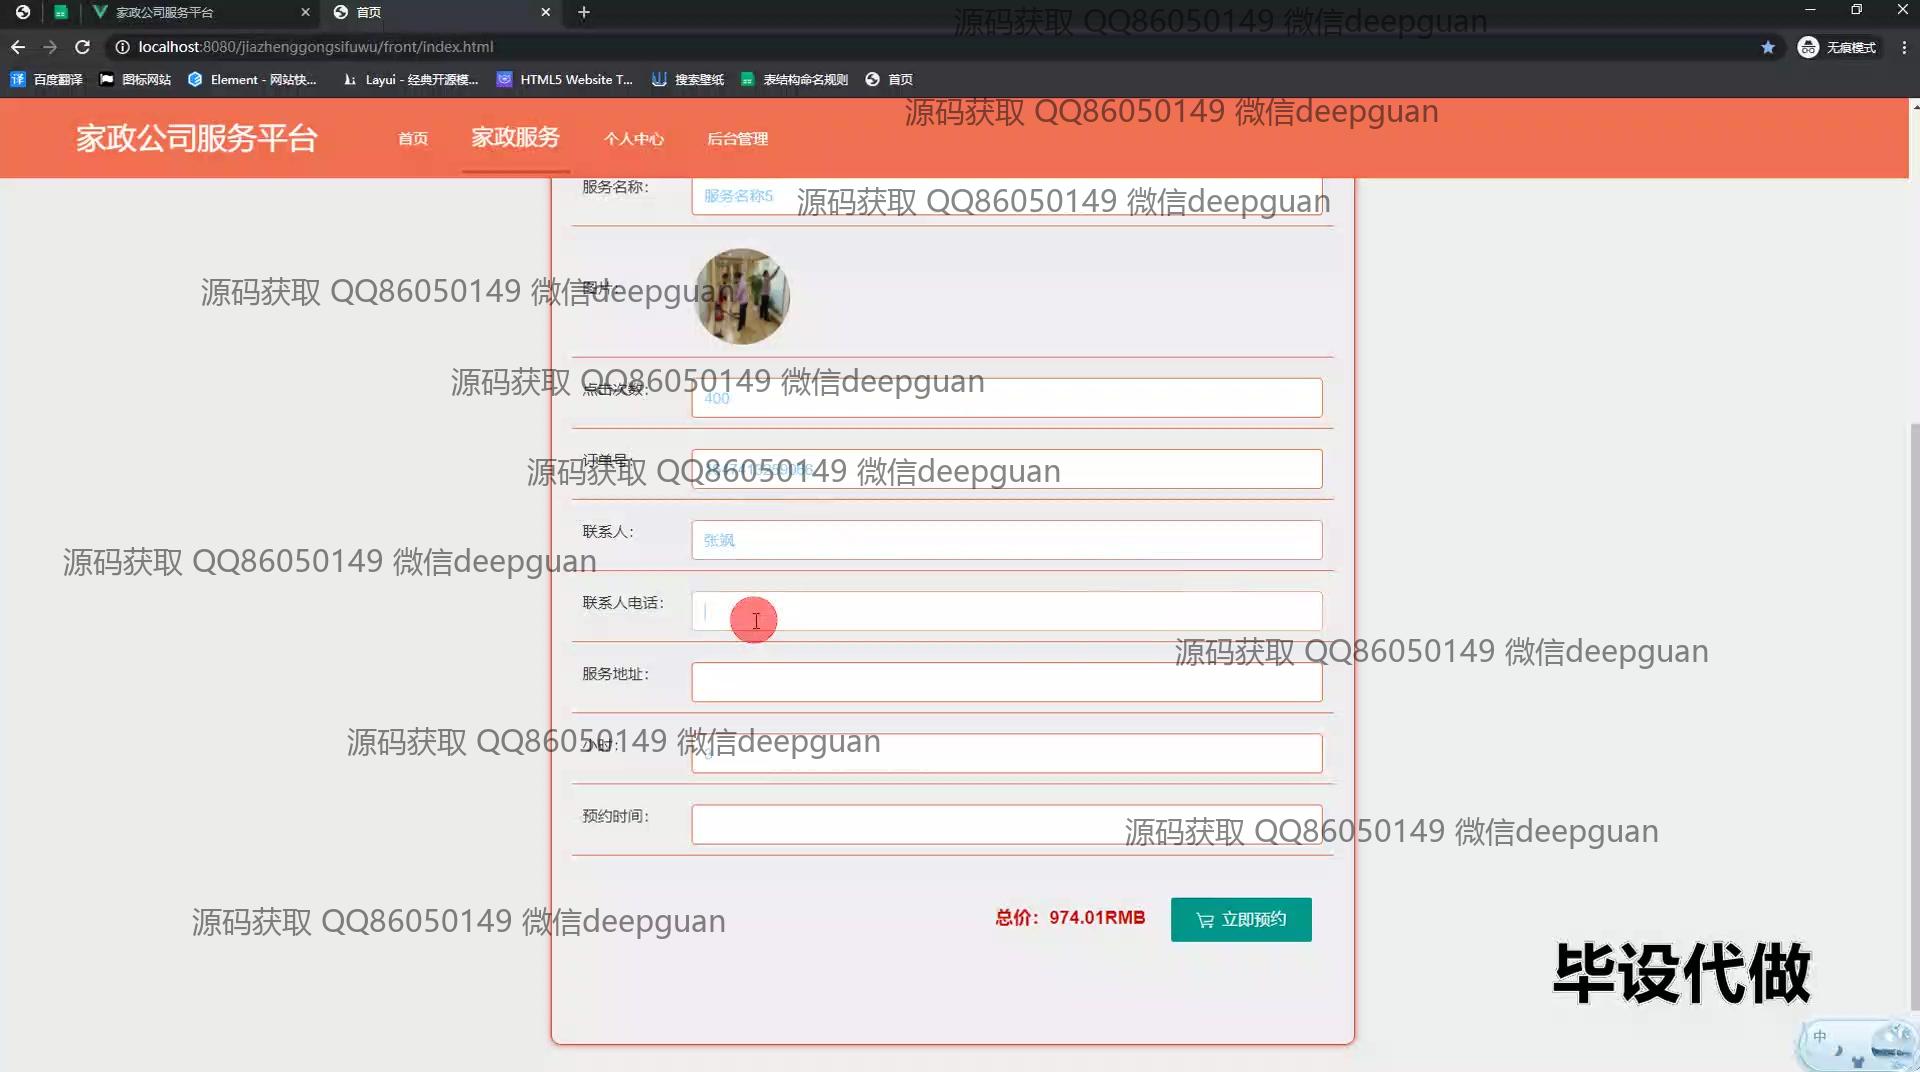 家政公司服务平台
首页
localhost:8080/jiazhenggongsifuwu/front/index.html
无痕模式
百度翻译
图标网站
Element - 网站快...
Layui - 经典开源模...
HTML5 Website T...
搜索壁纸
表结构命名规则
首页
源码获取 QQ86050149 微信deepguan
家政公司服务平台
首页
家政服务
个人中心
后台管理
源码获取 QQ86050149 微信deepguan
服务名称：
服务名称5
源码获取 QQ86050149 微信deepguan
图片：
源码获取 QQ86050149 微信deepguan
点击次数：
400
源码获取 QQ86050149 微信deepguan
订单号：
源码获取 QQ86050149 微信deepguan
联系人：
张飒
源码获取 QQ86050149 微信deepguan
联系人电话：
服务地址：
源码获取 QQ86050149 微信deepguan
小时：
源码获取 QQ86050149 微信deepguan
预约时间：
源码获取 QQ86050149 微信deepguan
总价：974.01RMB
立即预约
源码获取 QQ86050149 微信deepguan
毕设代做
中